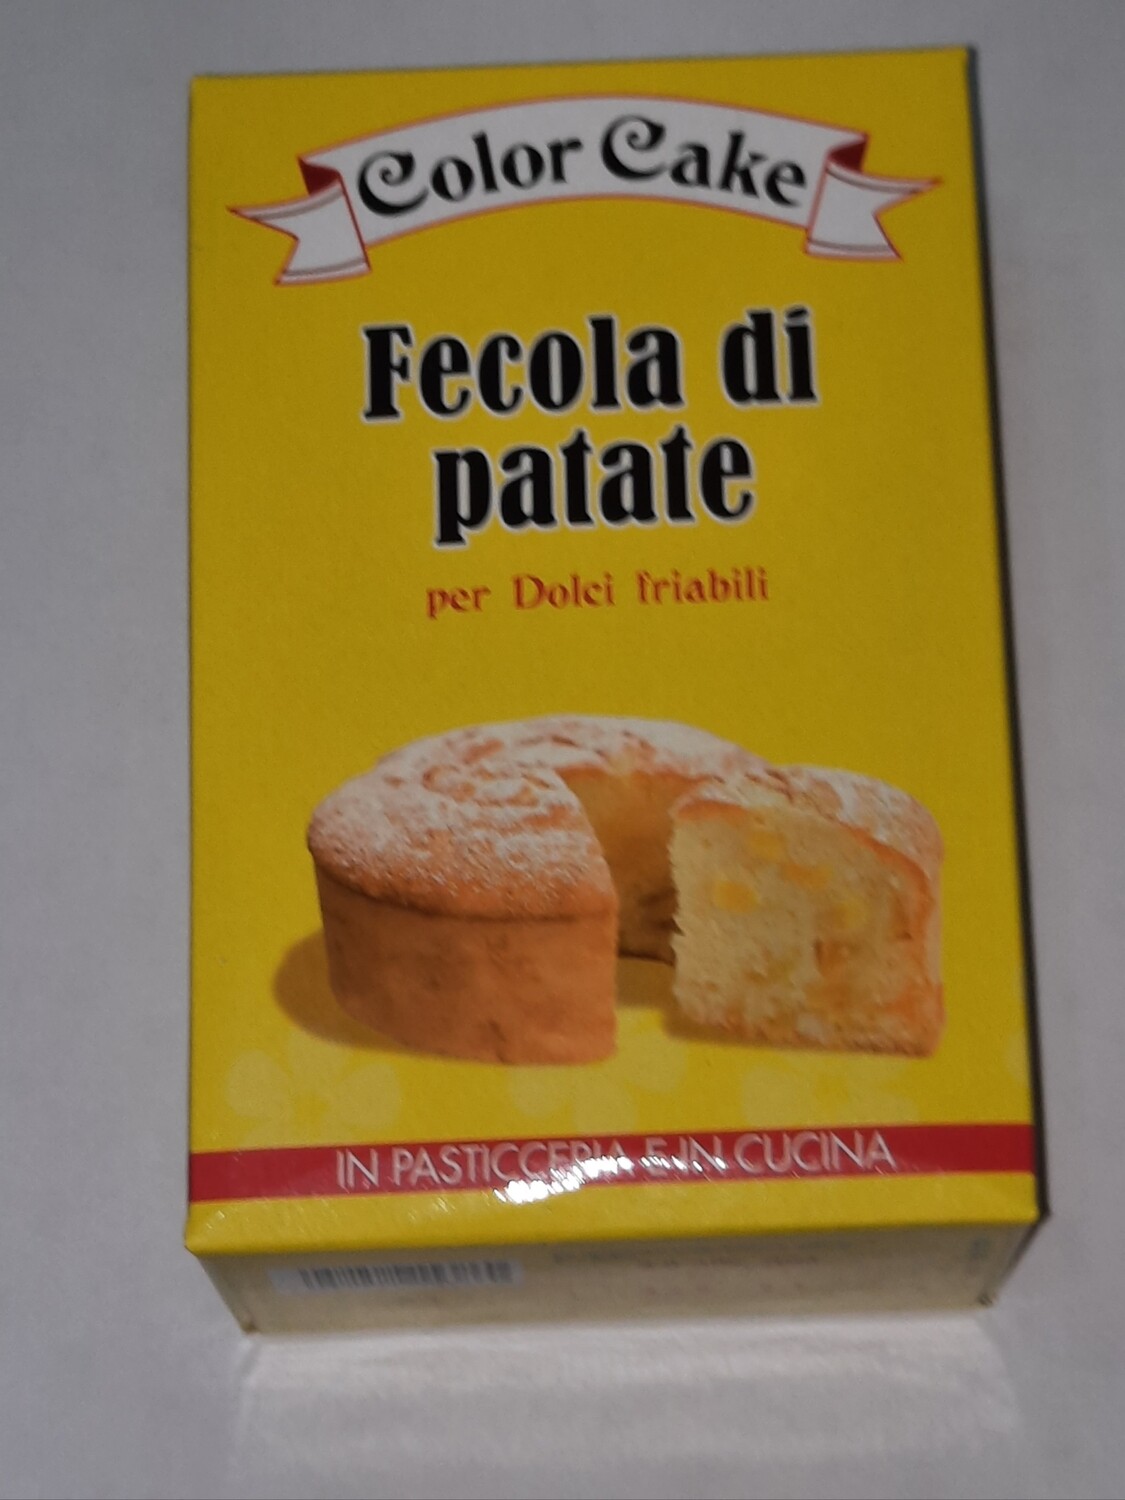 Color Cake
Fecola di
patate
per Dolci friabili
IN PASTICCERIA E IN CUCINA